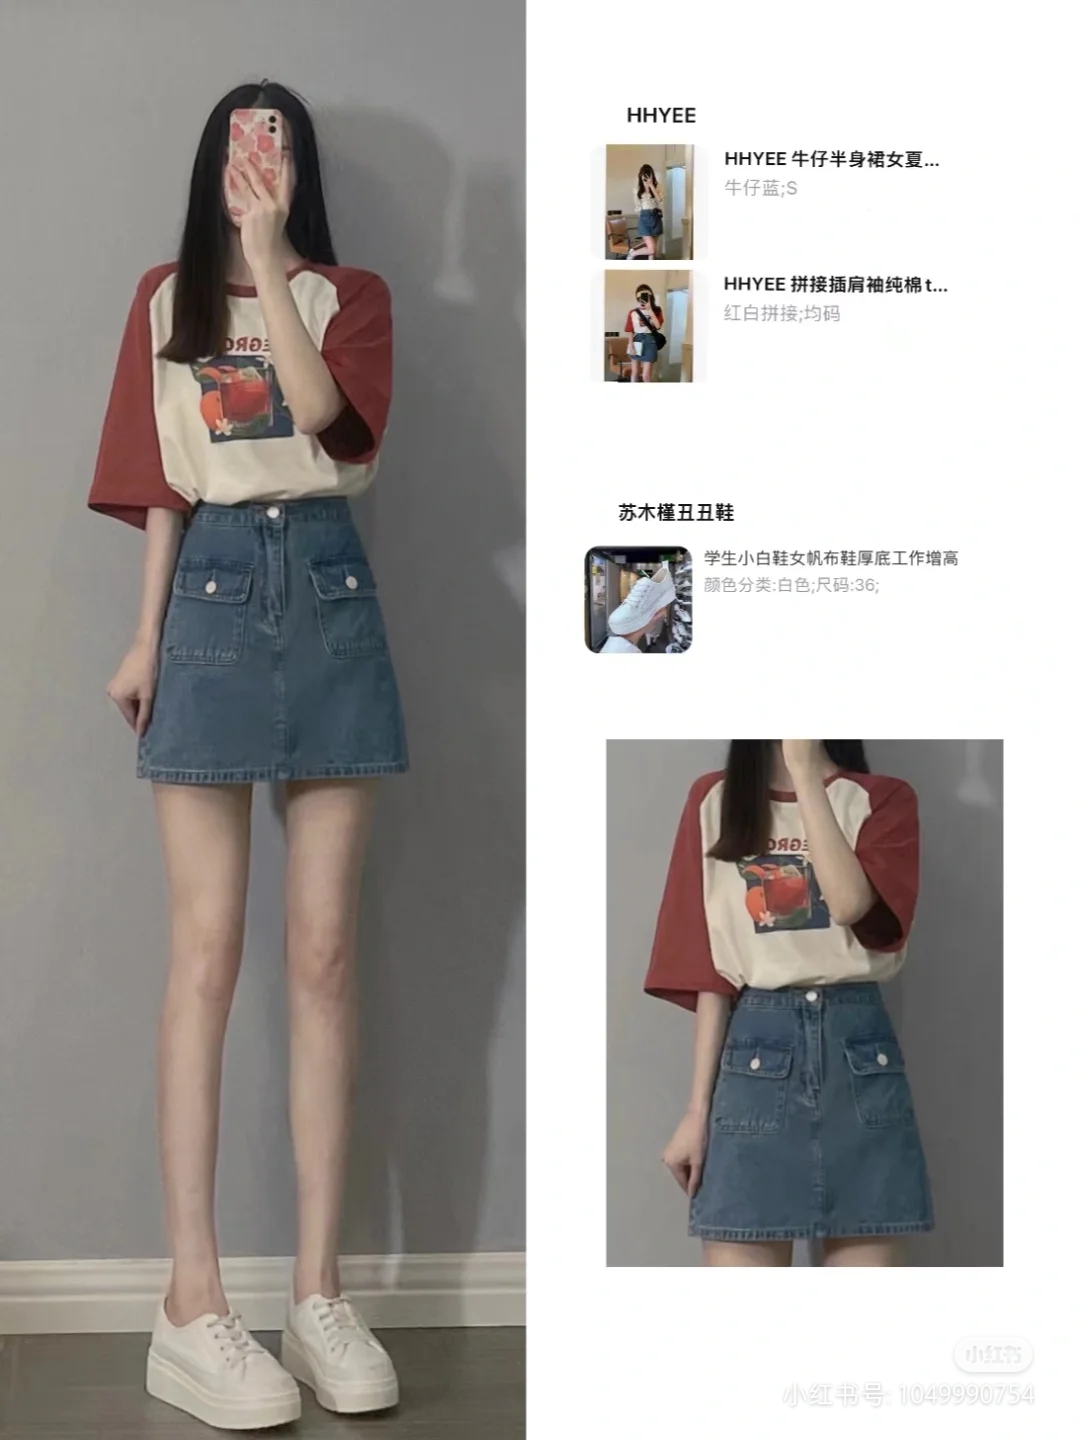 EGRO
HHYEE
HHYEE 牛仔半身裙女夏...
牛仔蓝;S
HHYEE 拼接插肩袖纯棉t...
红白拼接;均码
苏木槿丑丑鞋
学生小白鞋女帆布鞋厚底工作增高
颜色分类:白色;尺码:36;
EGRO
小红书
小红书号: 1049990754